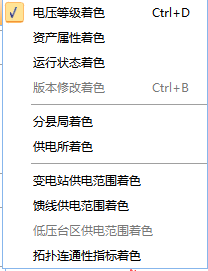 电压等级着色 Ctrl+D
资产属性着色
运行状态着色
版本修改着色 Ctrl+B
分县局着色
供电所着色
变电站供电范围着色
馈线供电范围着色
低压台区供电范围着色
拓扑连通性指标着色